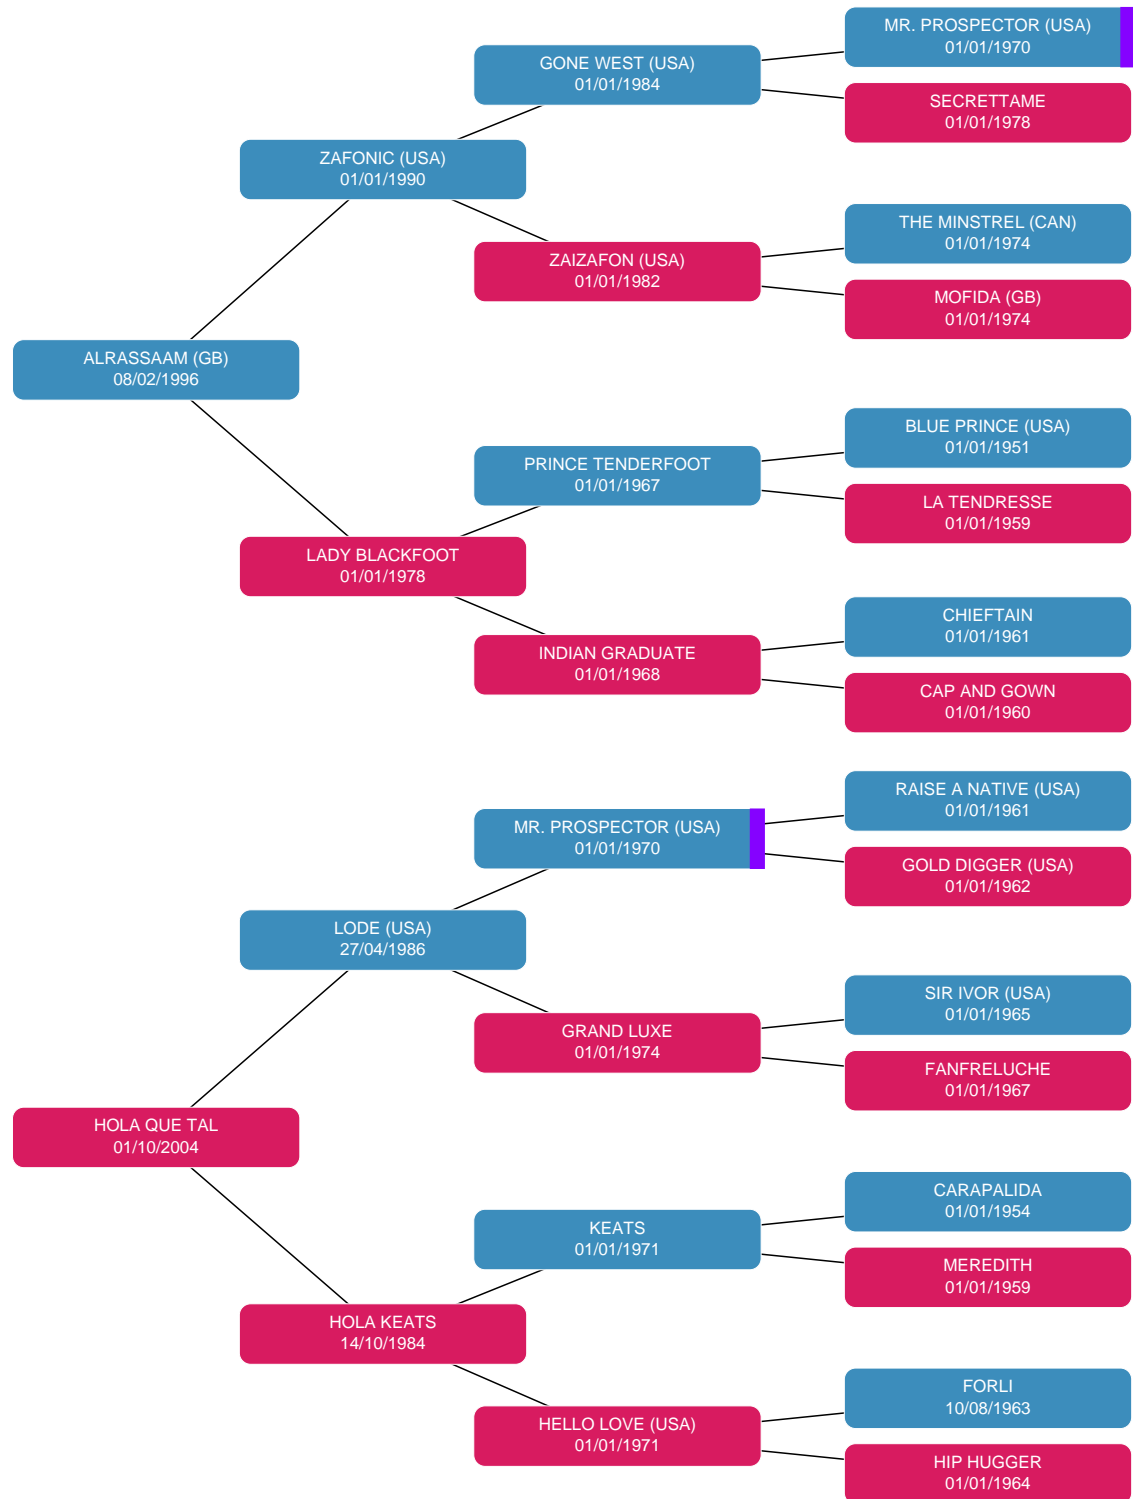 MR. PROSPECTOR (USA)
01/01/1970
GONE WEST (USA)
01/01/1984
SECRETTAME
01/01/1978
ZAFONIC (USA)
01/01/1990
THE MINSTREL (CAN)
01/01/1974
ZAIZAFON (USA)
01/01/1982
MOFIDA (GB)
01/01/1974
ALRASSAAM (GB)
08/02/1996
BLUE PRINCE (USA)
01/01/1951
PRINCE TENDERFOOT
01/01/1967
LA TENDRESSE
01/01/1959
LADY BLACKFOOT
01/01/1978
CHIEFTAIN
01/01/1961
INDIAN GRADUATE
01/01/1968
CAP AND GOWN
01/01/1960
RAISE A NATIVE (USA)
01/01/1961
MR. PROSPECTOR (USA)
01/01/1970
GOLD DIGGER (USA)
01/01/1962
LODE (USA)
27/04/1986
SIR IVOR (USA)
01/01/1965
GRAND LUXE
01/01/1974
FANFRELUCHE
01/01/1967
HOLA QUE TAL
01/10/2004
CARAPALIDA
01/01/1954
KEATS
01/01/1971
MEREDITH
01/01/1959
HOLA KEATS
14/10/1984
FORLI
10/08/1963
HELLO LOVE (USA)
01/01/1971
HIP HUGGER
01/01/1964